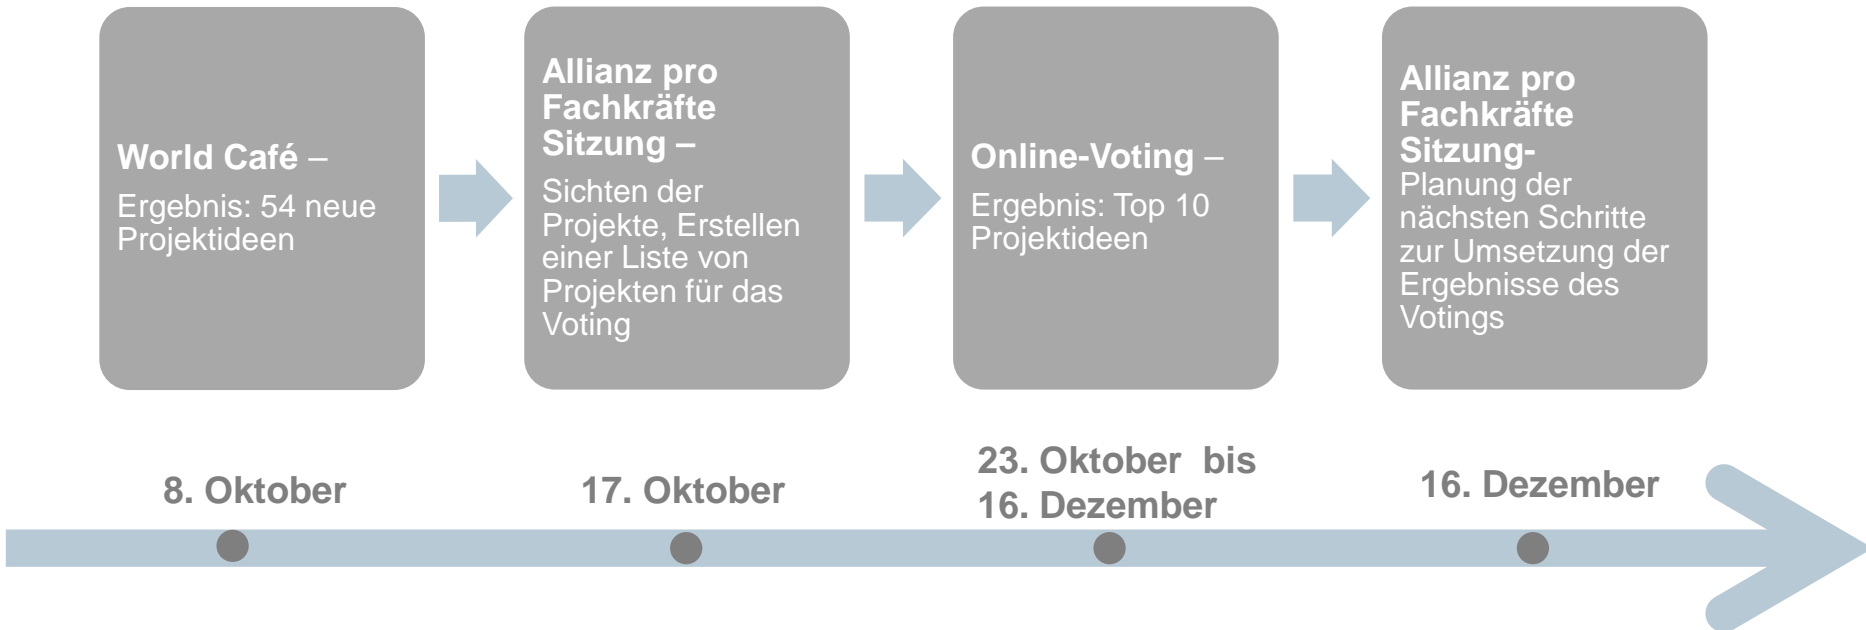 World Café –
Ergebnis: 54 neue
Projektideen
Allianz pro
Fachkräfte
Sitzung –
Sichten der
Projekte, Erstellen
einer Liste von
Projekten für das
Voting
Online-Voting –
Ergebnis: Top 10
Projektideen
Allianz pro
Fachkräfte
Sitzung-
Planung der
nächsten Schritte
zur Umsetzung der
Ergebnisse des
Votings
8. Oktober
17. Oktober
23. Oktober  bis
16. Dezember
16. Dezember